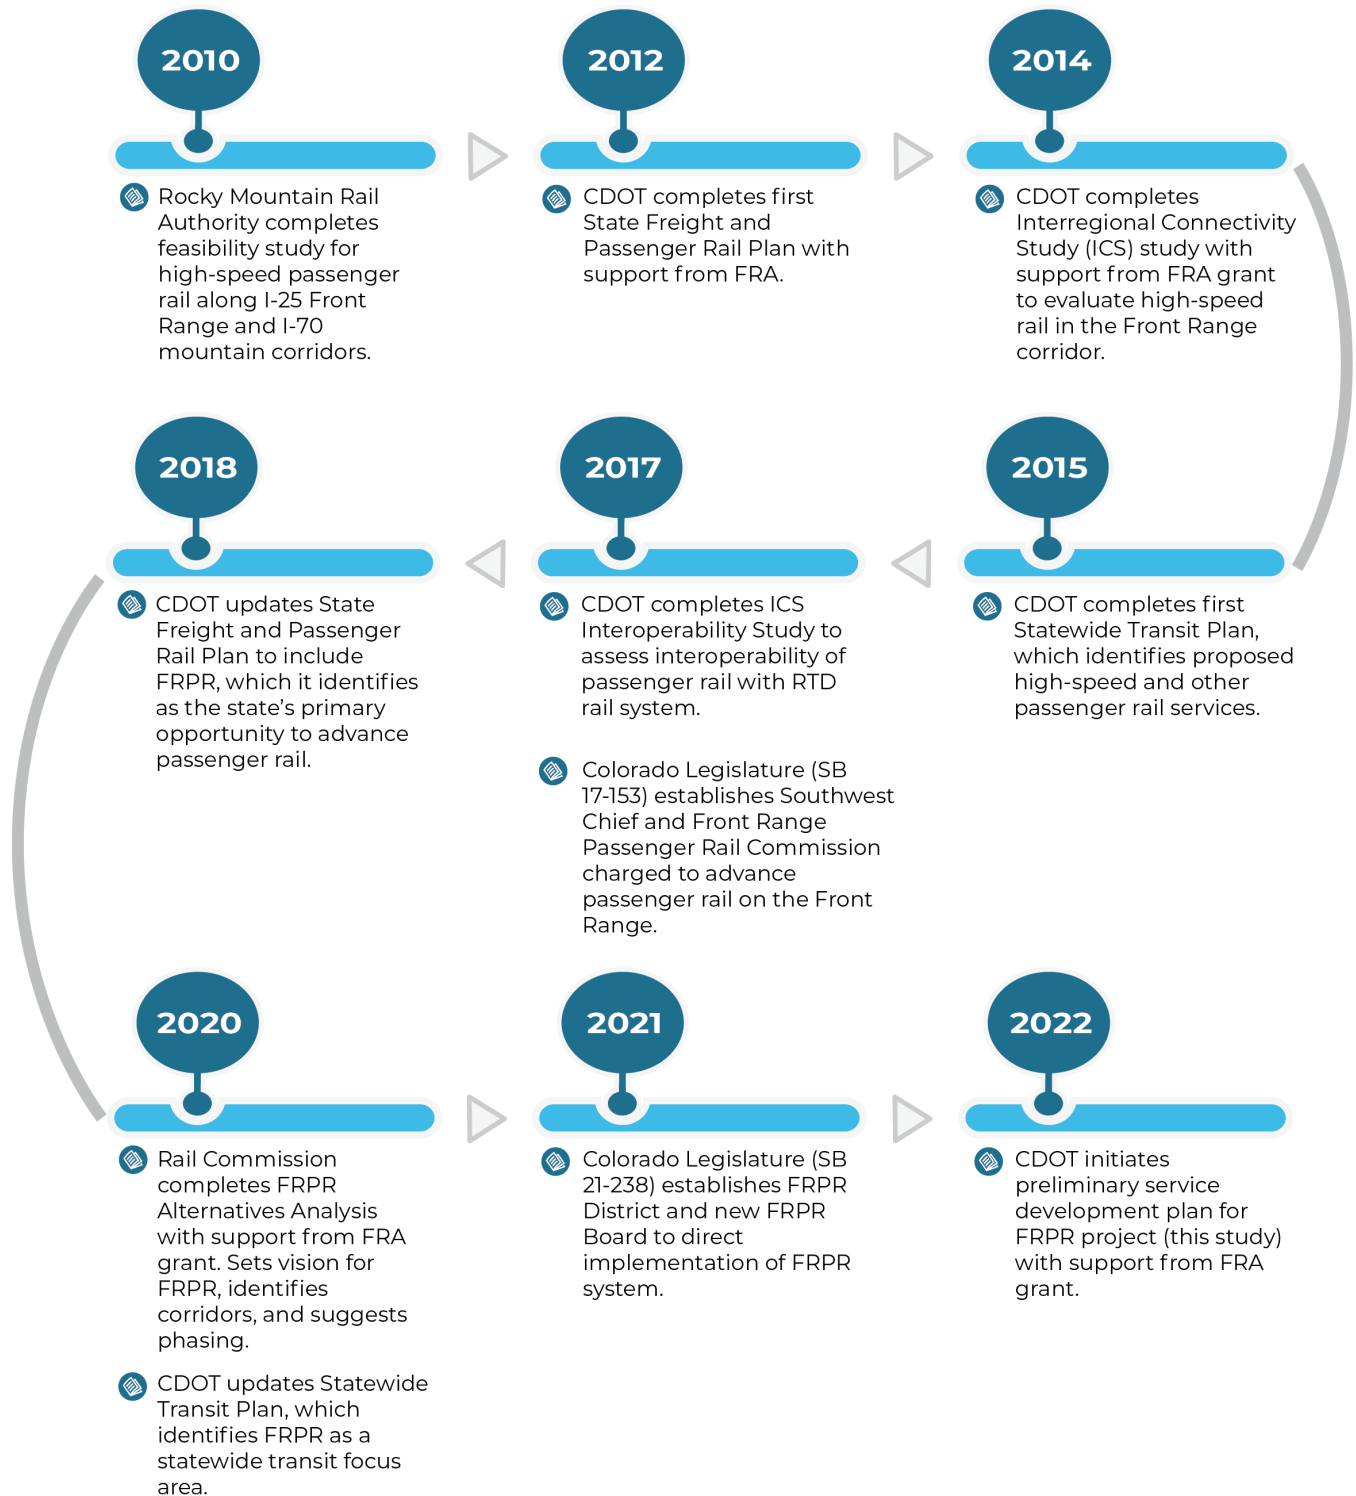 2010
Rocky Mountain Rail
Authority completes
feasibility study for
high-speed passenger
rail along I-25 Front
Range and I-70
mountain corridors.
2012
CDOT completes first
State Freight and
Passenger Rail Plan with
support from FRA.
2014
CDOT completes
Interregional Connectivity
Study (ICS) study with
support from FRA grant
to evaluate high-speed
rail in the Front Range
corridor.
2015
CDOT completes first
Statewide Transit Plan,
which identifies proposed
high-speed and other
passenger rail services.
2017
CDOT completes ICS
Interoperability Study to
assess interoperability of
passenger rail with RTD
rail system.
Colorado Legislature (SB
17-153) establishes Southwest
Chief and Front Range
Passenger Rail Commission
charged to advance
passenger rail on the Front
Range.
2018
CDOT updates State
Freight and Passenger
Rail Plan to include
FRPR, which it identifies
as the state’s primary
opportunity to advance
passenger rail.
2020
Rail Commission
completes FRPR
Alternatives Analysis
with support from FRA
grant. Sets vision for
FRPR, identifies
corridors, and suggests
phasing.
CDOT updates Statewide
Transit Plan, which
identifies FRPR as a
statewide transit focus
area.
2021
Colorado Legislature (SB
21-238) establishes FRPR
District and new FRPR
Board to direct
implementation of FRPR
system.
2022
CDOT initiates
preliminary service
development plan for
FRPR project (this study)
with support from FRA
grant.